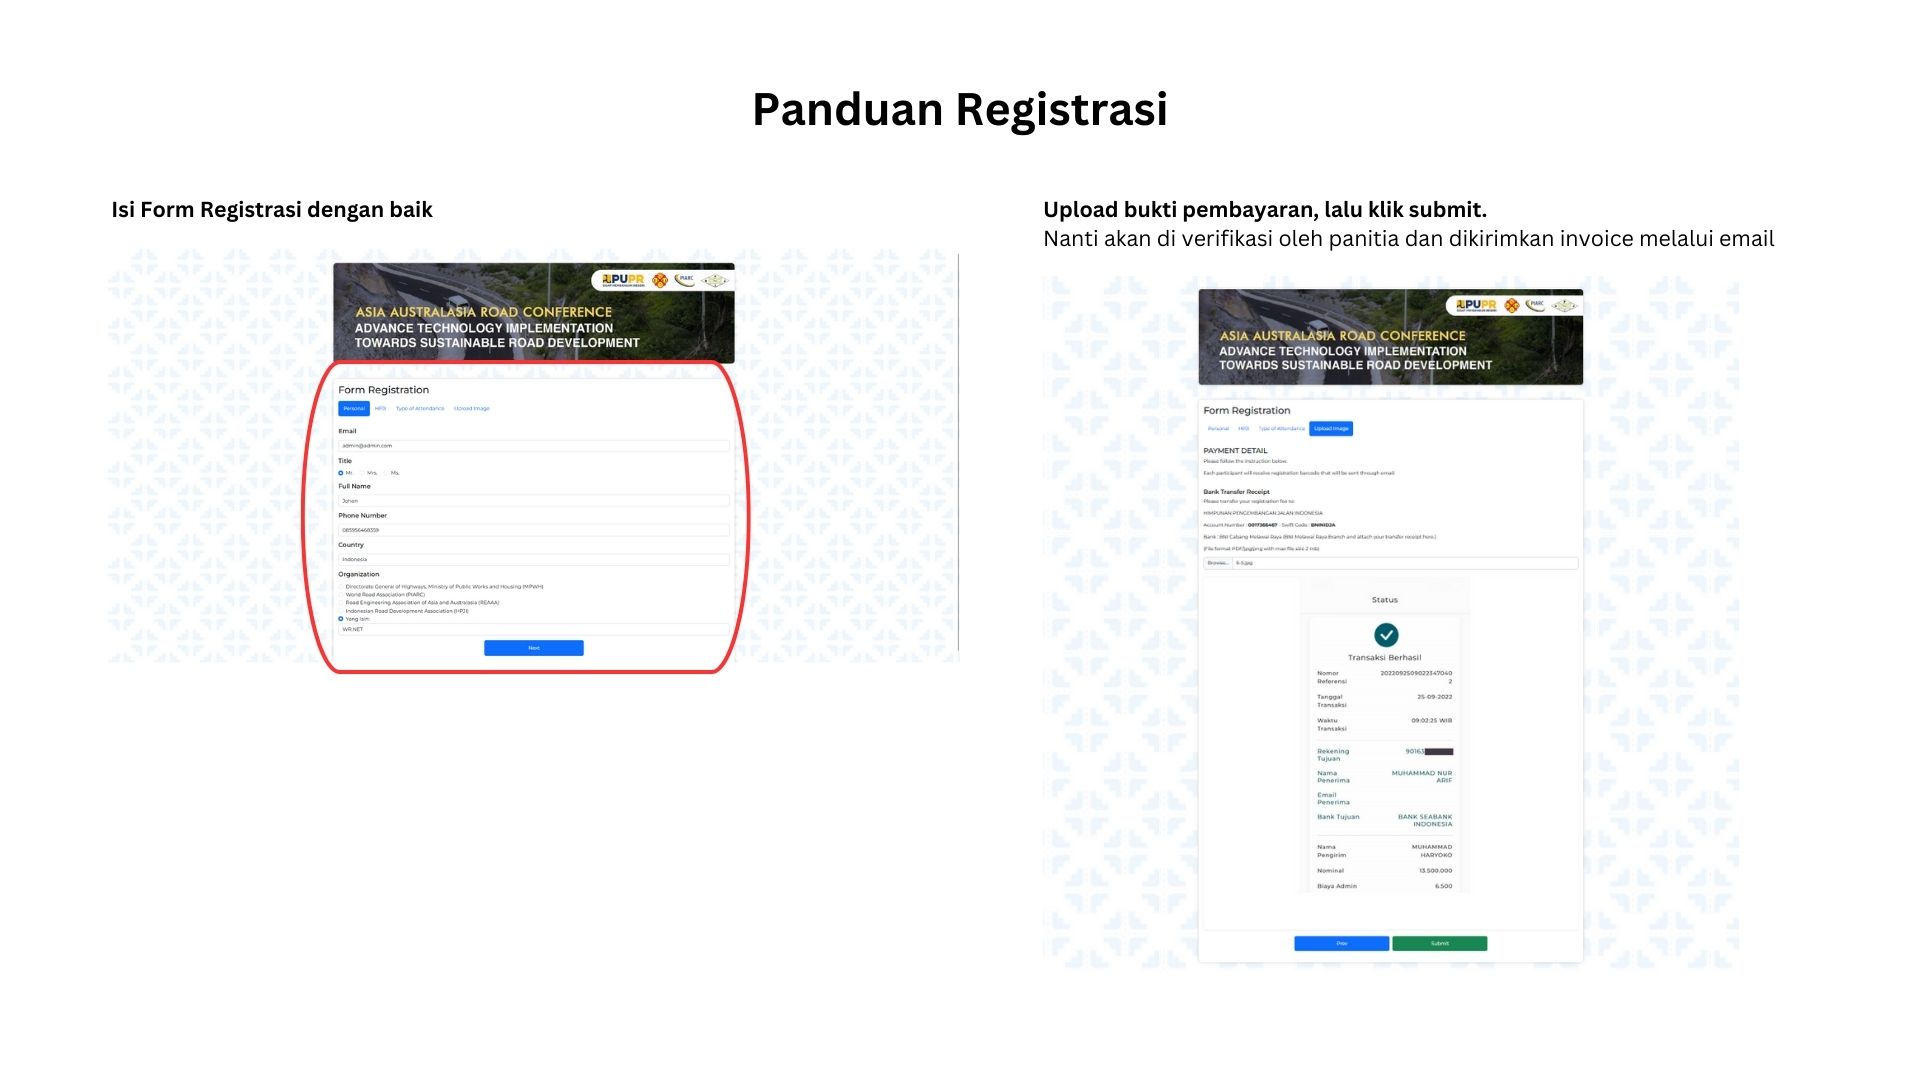 Panduan Registrasi
Isi Form Registrasi dengan baik
PUPR
PIARC
ASIA AUSTRALASIA ROAD CONFERENCE
ADVANCE TECHNOLOGY IMPLEMENTATION
TOWARDS SUSTAINABLE ROAD DEVELOPMENT
Form Registration
Personal HPJI Type of Attendance Upload Image
Email
admin@admin.com
Title
Mr. Mrs. Ms.
Full Name
Johan
Phone Number
Country
Indonesia
Organization
Directorate General of Highways, Ministry of Public Works and Housing (MPWH)
World Road Association (PIARC)
Road Engineering Association of Asia and Australasia (REAAA)
Indonesian Road Development Association (HPJI)
Yang lain:
WR.NET
Next
Upload bukti pembayaran, lalu klik submit.
Nanti akan di verifikasi oleh panitia dan dikirimkan invoice melalui email
PUPR
PIARC
ASIA AUSTRALASIA ROAD CONFERENCE
ADVANCE TECHNOLOGY IMPLEMENTATION
TOWARDS SUSTAINABLE ROAD DEVELOPMENT
Form Registration
Personal HPJI Type of Attendance Upload Image
PAYMENT DETAIL
Please follow the instruction below.
Each participant will receive registration barcode that will be sent through email
Bank Transfer Receipt
Please transfer your registration fee to:
HIMPUNAN PENGEMBANGAN JALAN INDONESIA
Account Number : 0017366467 - Swift Code : BNINIDJA
Bank : BNI Cabang Melawai Raya (BNI Melawai Raya Branch and attach your transfer receipt here.)
(File format PDF/jpg/png with max file size 2 mb)
Browse...
Status
Transaksi Berhasil
Nomor Referensi 20220925090223470402
Tanggal Transaksi 25-09-2022
Waktu Transaksi 09:02:25 WIB
Rekening Tujuan 90163
Nama Penerima MUHAMMAD NUR ARIF
Email Penerima
Bank Tujuan BANK SEABANK INDONESIA
Nama Pengirim MUHAMMAD HARYOKO
Nominal 13.500.000
Biaya Admin 6.500
Prev Submit